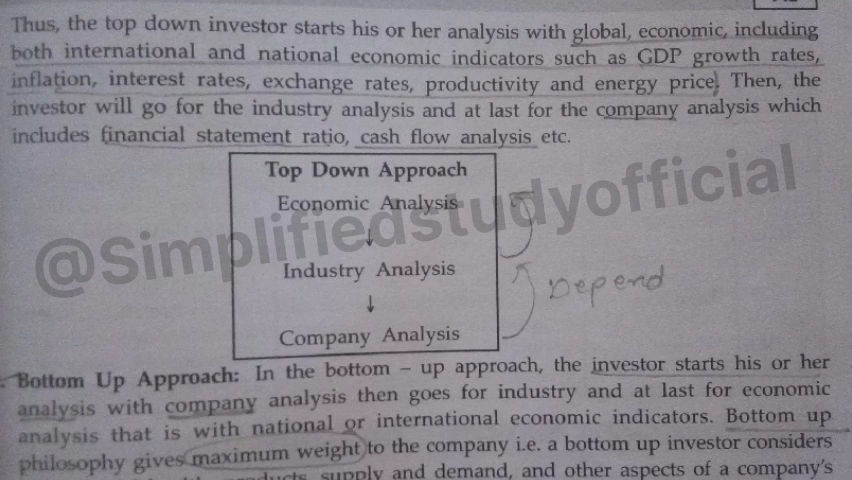 Thus, the top down investor starts his or her analysis with global, economic, including
both international and national economic indicators such as GDP growth rates,
inflation, interest rates, exchange rates, productivity and energy price. Then, the
investor will go for the industry analysis and at last for the company analysis which
includes financial statement ratio, cash flow analysis etc.
Top Down Approach
Economic Analysis
↓
Industry Analysis
↓
Company Analysis
Depend
@Simplifiedstudyofficial
Bottom Up Approach: In the bottom – up approach, the investor starts his or her
analysis with company analysis then goes for industry and at last for economic
analysis that is with national or international economic indicators. Bottom up
philosophy gives maximum weight to the company i.e. a bottom up investor considers
products, supply and demand, and other aspects of a company's